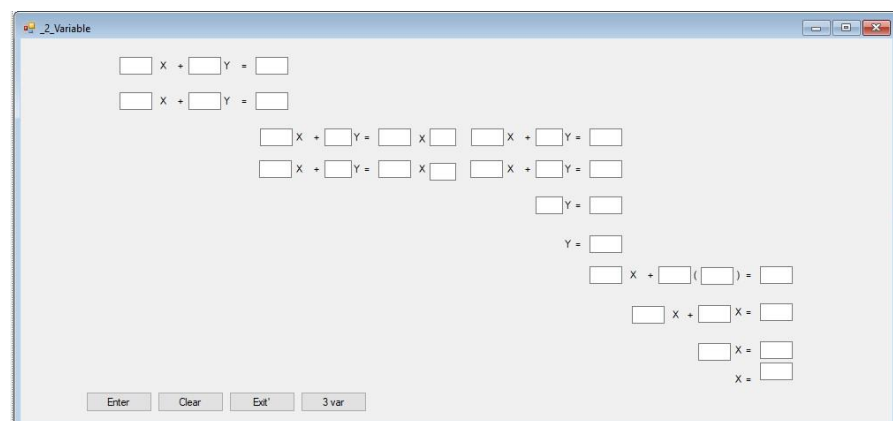 _2_Variable
X + Y =
X + Y =
X + Y = X X + Y =
X + Y = X X + Y =
Y =
Y =
X + ( ) =
X + X =
X =
X =
Enter Clear Exit' 3 var